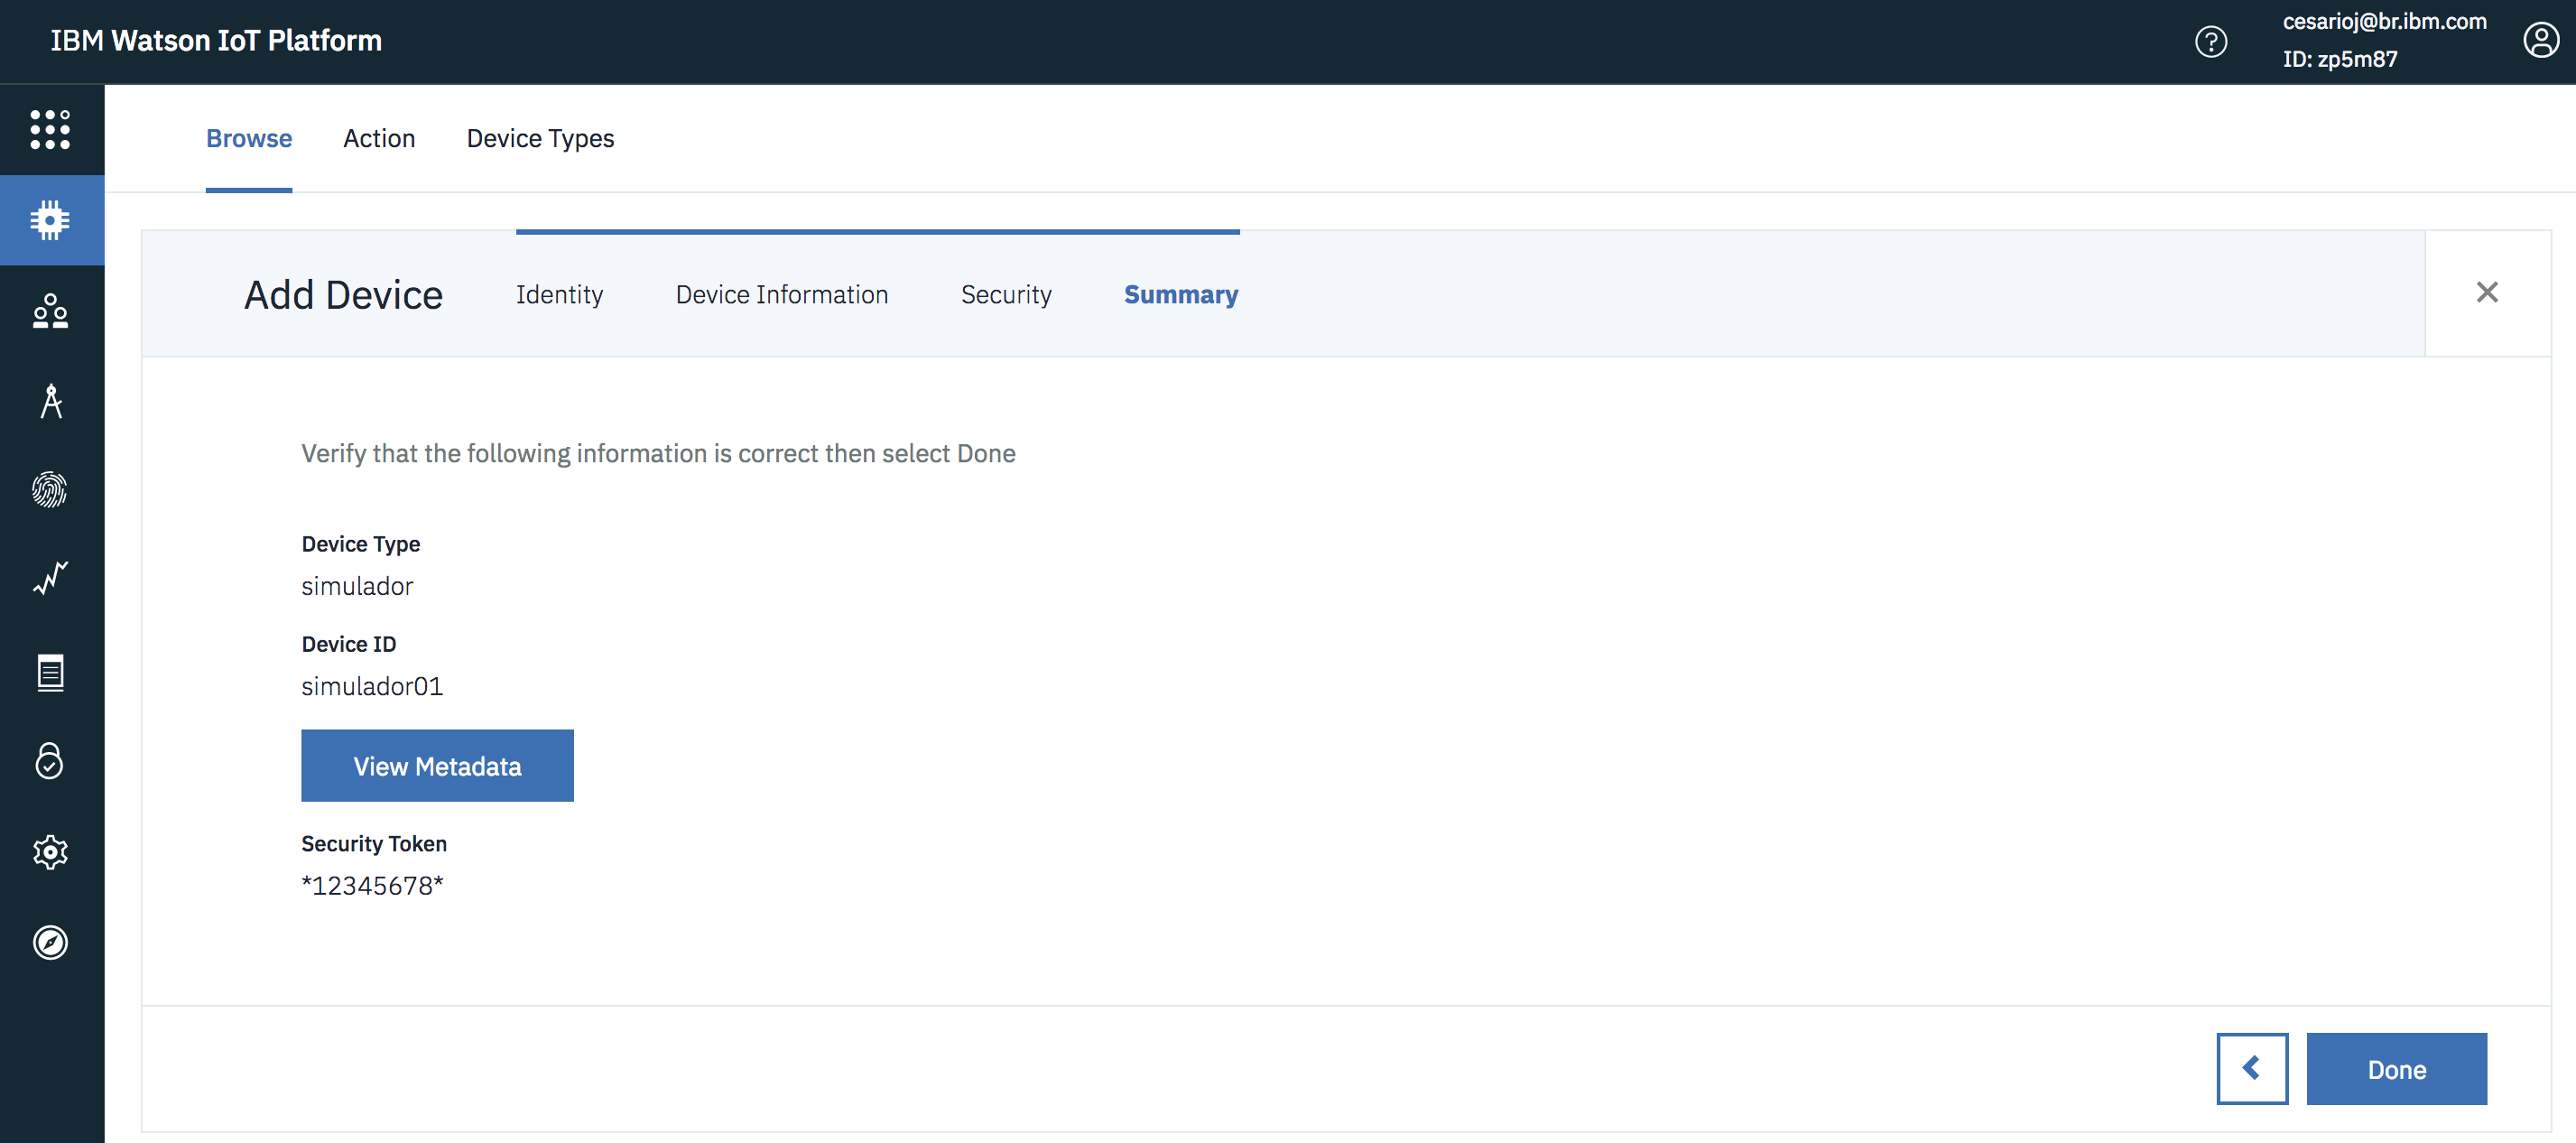 IBM Watson IoT Platform
cesarioj@br.ibm.com
ID: zp5m87
Browse Action Device Types
Add Device Identity Device Information Security Summary
Verify that the following information is correct then select Done
Device Type
simulador
Device ID
simulador01
View Metadata
Security Token
*12345678*
Done